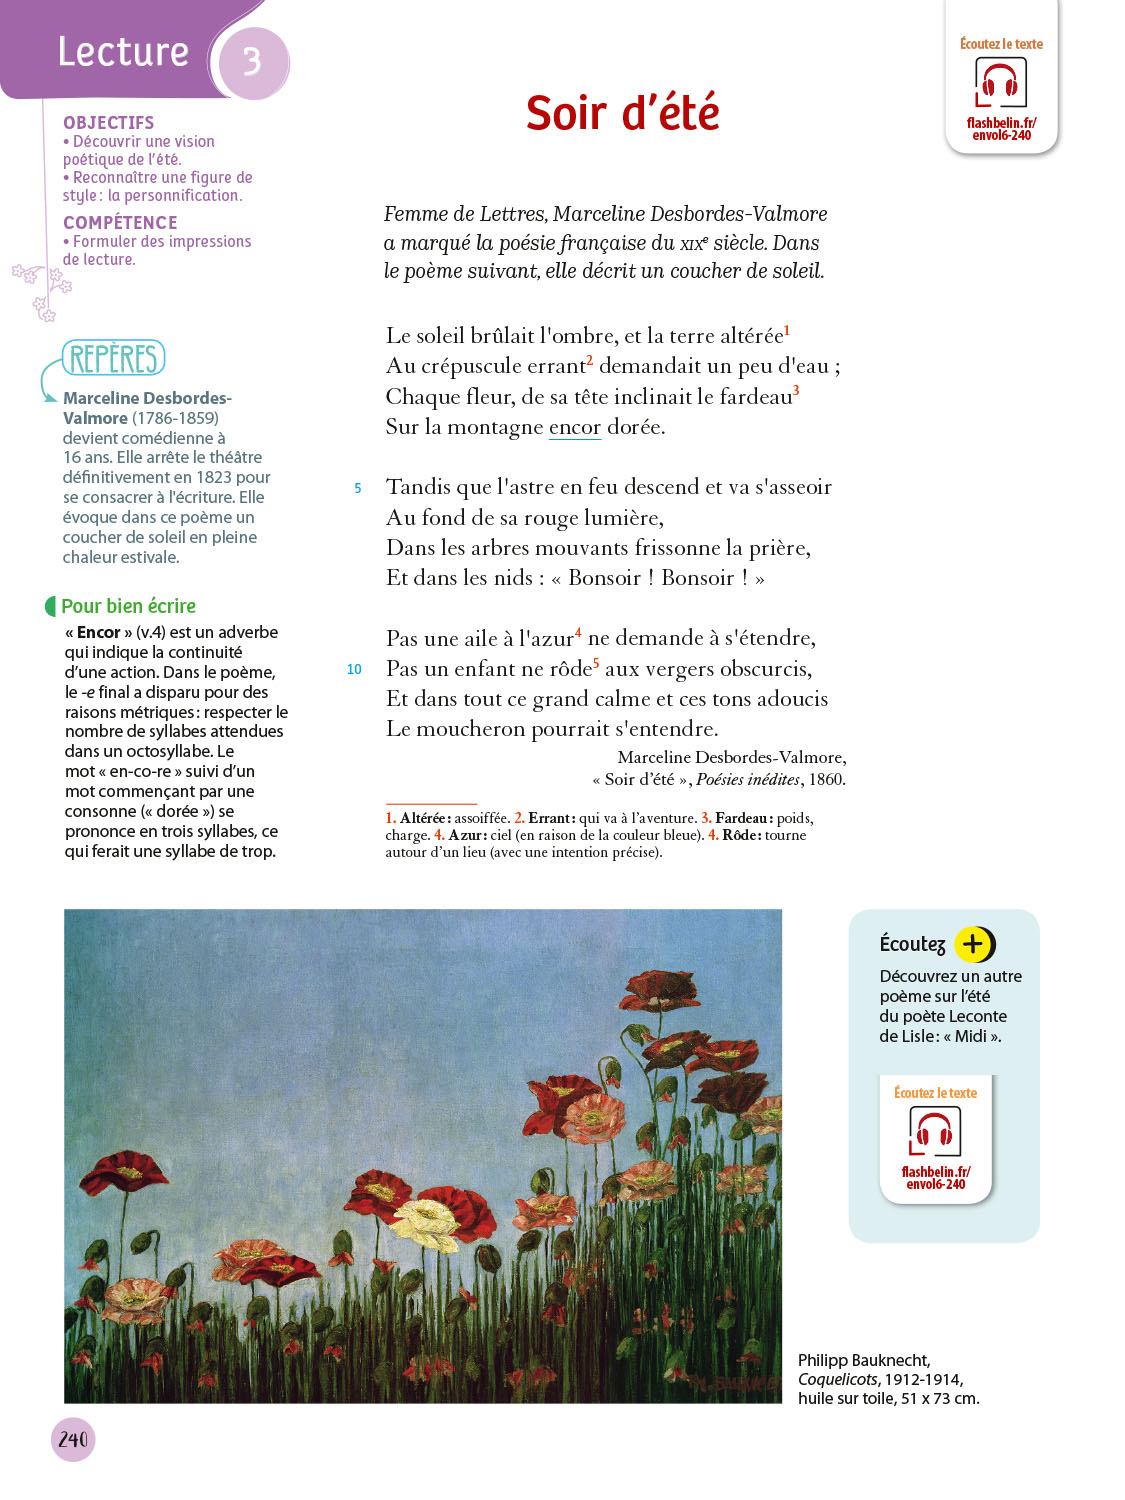 Lecture
3
OBJECTIFS
• Découvrir une vision
poétique de l'été.
• Reconnaître une figure de
style : la personnification.
COMPÉTENCE
• Formuler des impressions
de lecture.
Écoutez le texte
flashbelin.fr/
envol6-240
Soir d'été
Femme de Lettres, Marceline Desbordes-Valmore
a marqué la poésie française du XIXe siècle. Dans
le poème suivant, elle décrit un coucher de soleil.
REPÈRES
Marceline Desbordes-
Valmore (1786-1859)
devient comédienne à
16 ans. Elle arrête le théâtre
définitivement en 1823 pour
se consacrer à l'écriture. Elle
évoque dans ce poème un
coucher de soleil en pleine
chaleur estivale.
Pour bien écrire
« Encor » (v.4) est un adverbe
qui indique la continuité
d'une action. Dans le poème,
le -e final a disparu pour des
raisons métriques : respecter le
nombre de syllabes attendues
dans un octosyllabe. Le
mot « en-co-re » suivi d'un
mot commençant par une
consonne (« dorée ») se
prononce en trois syllabes, ce
qui ferait une syllabe de trop.
Le soleil brûlait l'ombre, et la terre altérée1
Au crépuscule errant2 demandait un peu d'eau ;
Chaque fleur, de sa tête inclinait le fardeau3
Sur la montagne encor dorée.
5 Tandis que l'astre en feu descend et va s'asseoir
Au fond de sa rouge lumière,
Dans les arbres mouvants frissonne la prière,
Et dans les nids : « Bonsoir ! Bonsoir ! »
Pas une aile à l'azur4 ne demande à s'étendre,
10 Pas un enfant ne rôde5 aux vergers obscurcis,
Et dans tout ce grand calme et ces tons adoucis
Le moucheron pourrait s'entendre.
Marceline Desbordes-Valmore,
« Soir d'été », Poésies inédites, 1860.
1. Altérée : assoiffée. 2. Errant : qui va à l'aventure. 3. Fardeau : poids,
charge. 4. Azur : ciel (en raison de la couleur bleue). 4. Rôde : tourne
autour d'un lieu (avec une intention précise).
Écoutez +
Découvrez un autre
poème sur l'été
du poète Leconte
de Lisle : « Midi ».
Écoutez le texte
flashbelin.fr/
envol6-240
Philipp Bauknecht,
Coquelicots, 1912-1914,
huile sur toile, 51 x 73 cm.
240